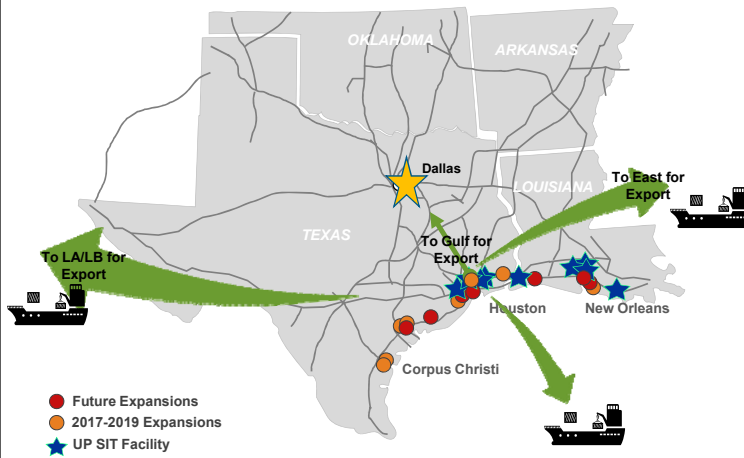 OKLAHOMA
ARKANSAS
Dallas
To East for
Export
LOUISIANA
TEXAS
To Gulf for
Export
To LA/LB for
Export
Houston
New Orleans
Corpus Christi
Future Expansions
2017-2019 Expansions
UP SIT Facility